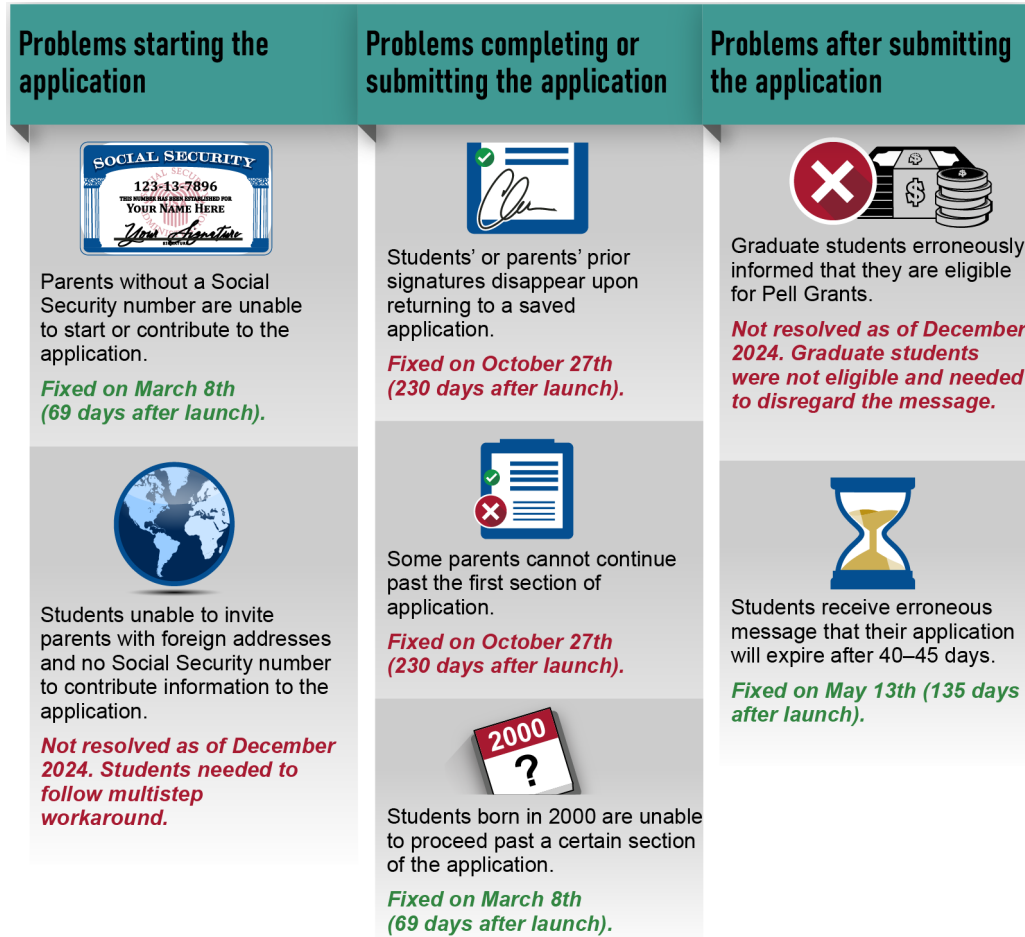 Problems starting the
application
SOCIAL SECURITY
123-13-7896
THIS NUMBER HAS BEEN ESTABLISHED FOR
YOUR NAME HERE
Your Signature
SIGNATURE
Parents without a Social
Security number are unable
to start or contribute to the
application.
Fixed on March 8th
(69 days after launch).
Students unable to invite
parents with foreign addresses
and no Social Security number
to contribute information to the
application.
Not resolved as of December
2024. Students needed to
follow multistep
workaround.
Problems completing or
submitting the application
Students’ or parents’ prior
signatures disappear upon
returning to a saved
application.
Fixed on October 27th
(230 days after launch).
Some parents cannot continue
past the first section of
application.
Fixed on October 27th
(230 days after launch).
2000
?
Students born in 2000 are unable
to proceed past a certain section
of the application.
Fixed on March 8th
(69 days after launch).
Problems after submitting
the application
$
Graduate students erroneously
informed that they are eligible
for Pell Grants.
Not resolved as of December
2024. Graduate students
were not eligible and needed
to disregard the message.
Students receive erroneous
message that their application
will expire after 40–45 days.
Fixed on May 13th (135 days
after launch).